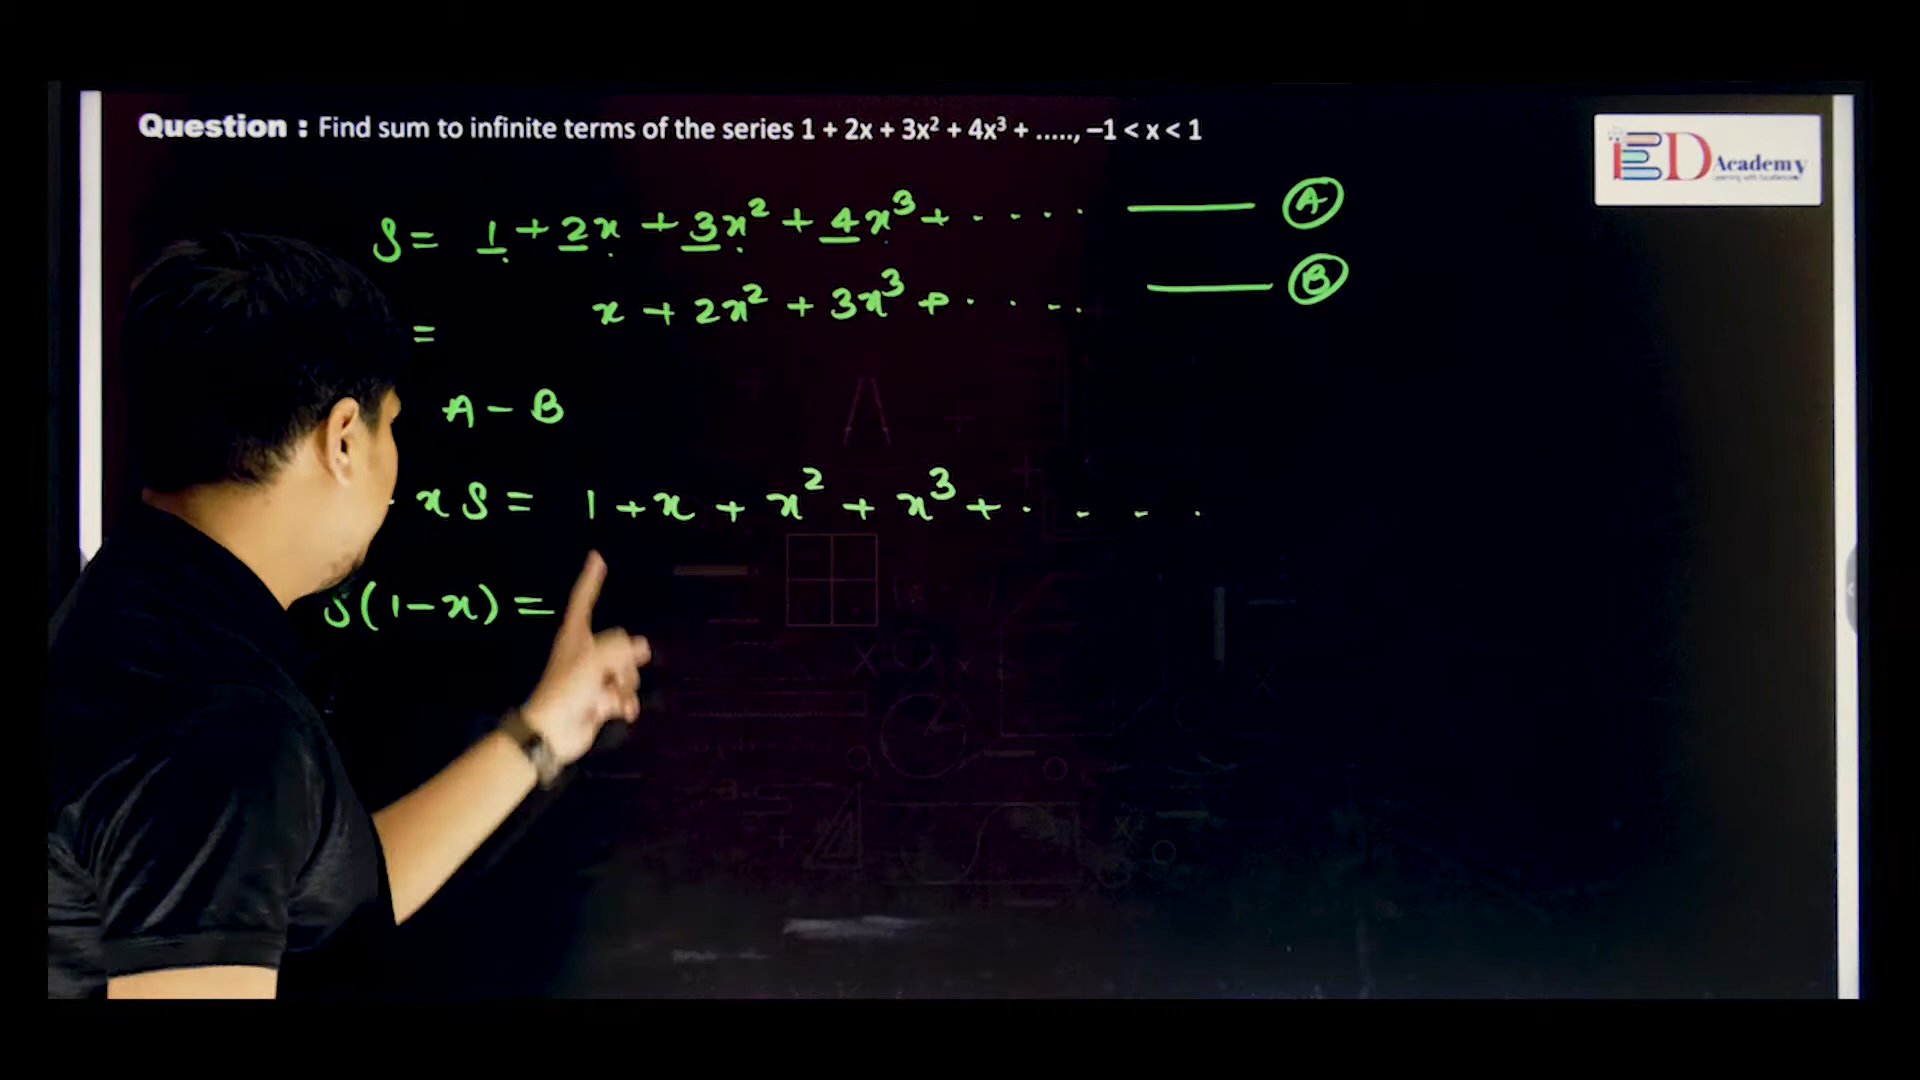 Question : Find sum to infinite terms of the series 1 + 2x + 3x² + 4x³ + ....., –1 < x < 1
ED Academy
S = 1 + 2x + 3x² + 4x³ + . . . . ——— (A)
= x + 2x² + 3x³ + . . . . ——— (B)
A - B
- xS = 1 + x + x² + x³ + . . . .
S(1-x) =